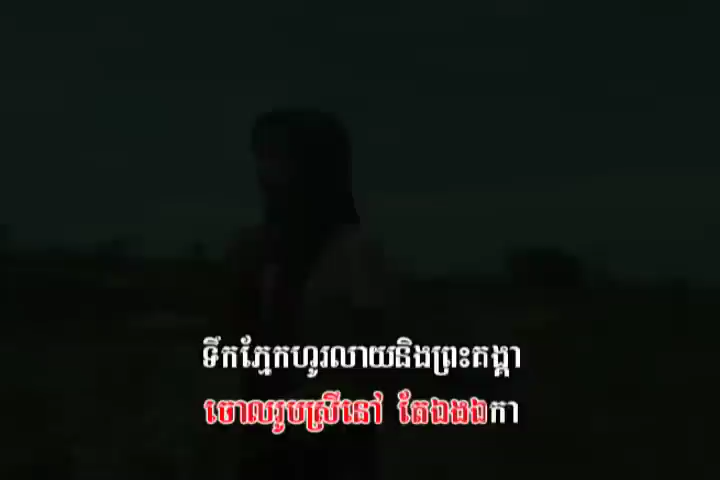 ទឹកភ្នែកហូរលាយនិងព្រះគង្គា
ចោលរូបស្រីនៅ តែឯងឯកា